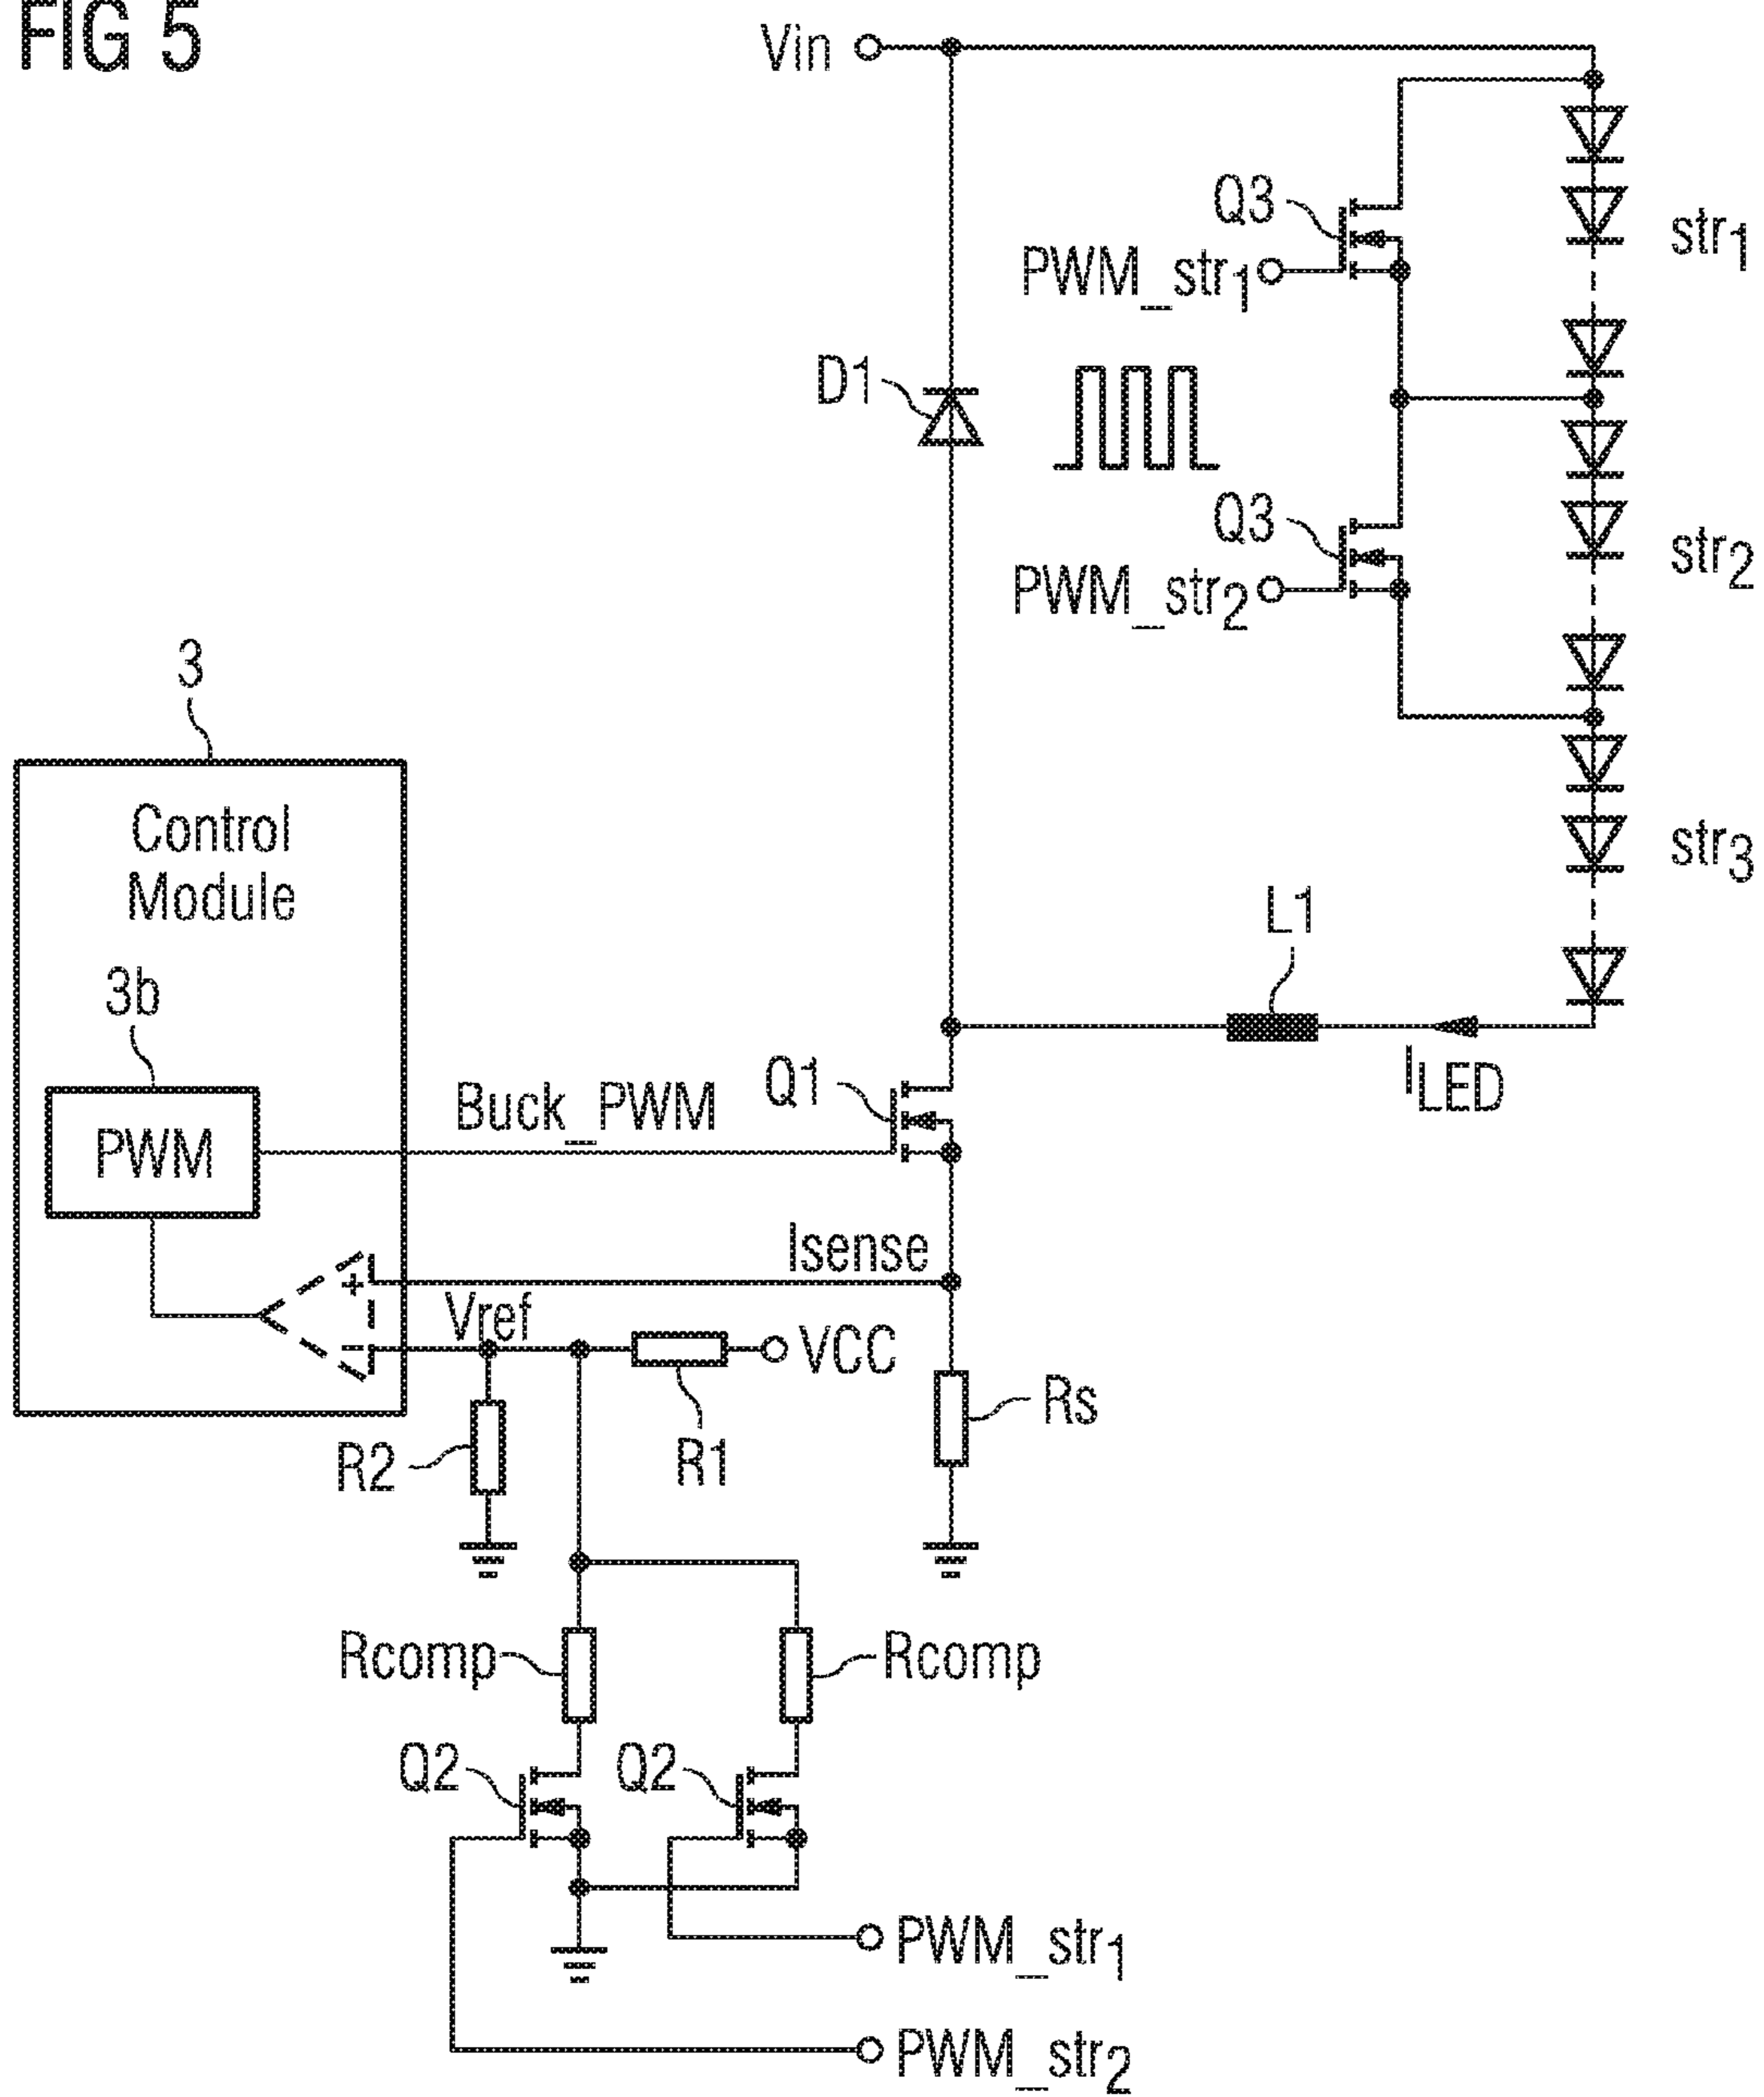 FIG 5
Vin
Q3
str1
PWM_str1
D1
Q3
str2
PWM_str2
3
Control
Module
str3
L1
3b
Q1
ILED
Buck_PWM
PWM
Isense
+
Vref
−
VCC
Rs
R2
R1
Rcomp
Rcomp
Q2
Q2
PWM_str1
PWM_str2